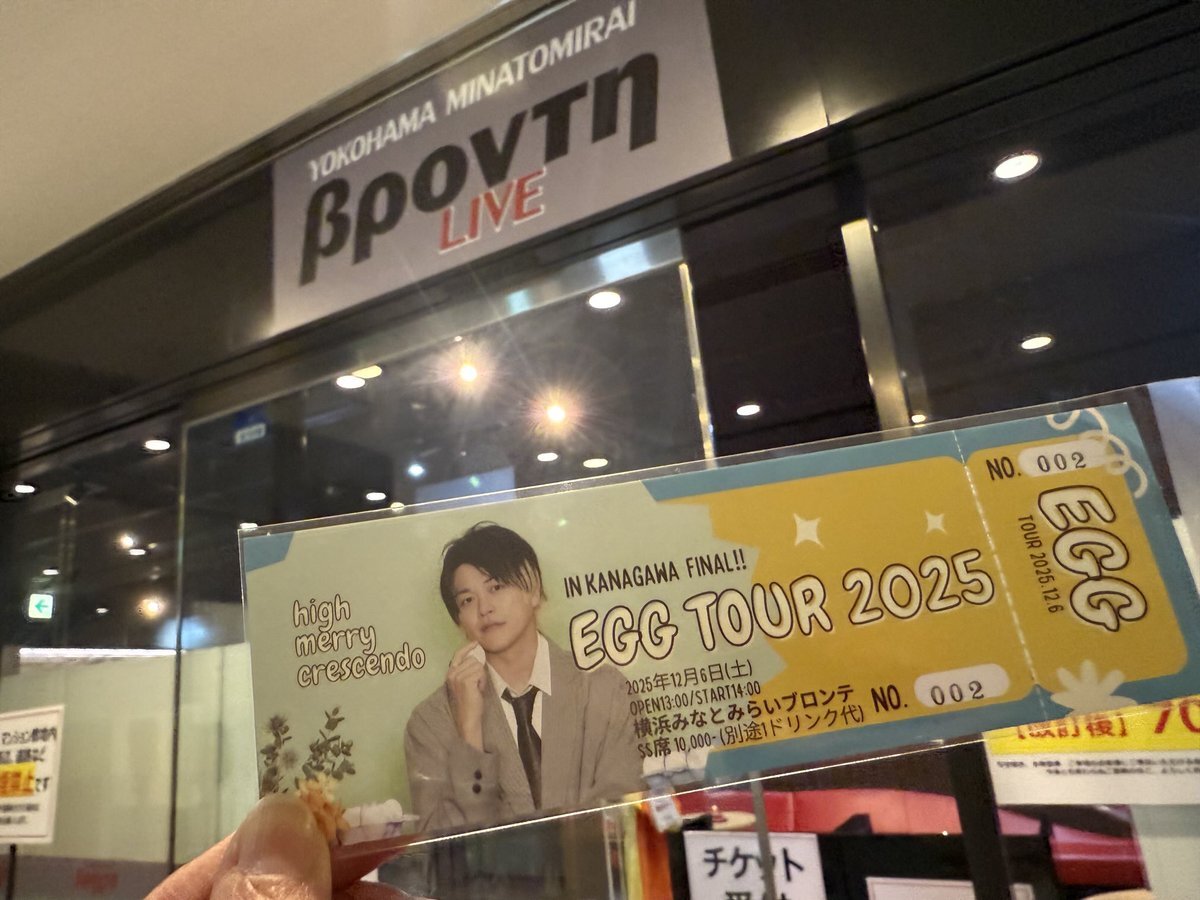 YOKOHAMA MINATOMIRAI
βροντη
LIVE
high
merry
crescendo
IN KANAGAWA FINAL!!
EGG TOUR 2025
2025年12月6日(土)
OPEN13:00/START14:00
横浜みなとみらいブロンテ
SS席 10,000-(別途1ドリンク代)
NO. 002
NO. 002
EGG
TOUR 2025.12.6
【改訂後】
チケット